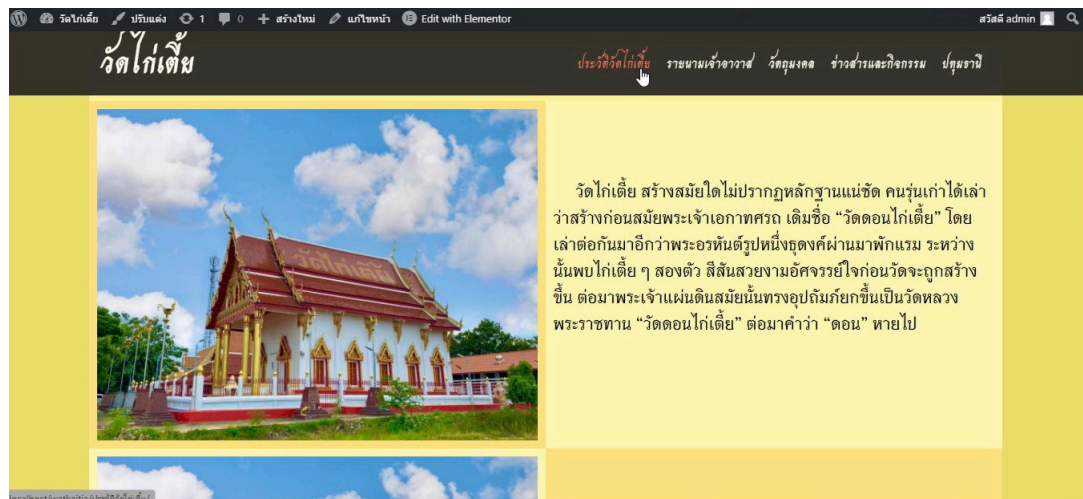 วัดไก่เตี้ย ปรับแต่ง 1 0 + สร้างใหม่ แก้ไขหน้า Edit with Elementor สวัสดี admin
วัดไก่เตี้ย
ประวัติวัดไก่เตี้ย รายนามเจ้าอาวาส วัตถุมงคล ข่าวสารและกิจกรรม ปทุมธานี
วัดไก่เตี้ย
วัดไก่เตี้ย สร้างสมัยใดไม่ปรากฏหลักฐานแน่ชัด คนรุ่นเก่าได้เล่า
ว่าสร้างก่อนสมัยพระเจ้าเอกาทศรถ เดิมชื่อ “วัดดอนไก่เตี้ย” โดย
เล่าต่อกันมาอีกว่าพระอรหันต์รูปหนึ่งธุดงค์ผ่านมาพักแรม ระหว่าง
นั้นพบไก่เตี้ย ๆ สองตัว สีสันสวยงามอัศจรรย์ใจก่อนวัดจะถูกสร้าง
ขึ้น ต่อมาพระเจ้าแผ่นดินสมัยนั้นทรงอุปถัมภ์ยกขึ้นเป็นวัดหลวง
พระราชทาน “วัดดอนไก่เตี้ย” ต่อมาคำว่า “ดอน” หายไป